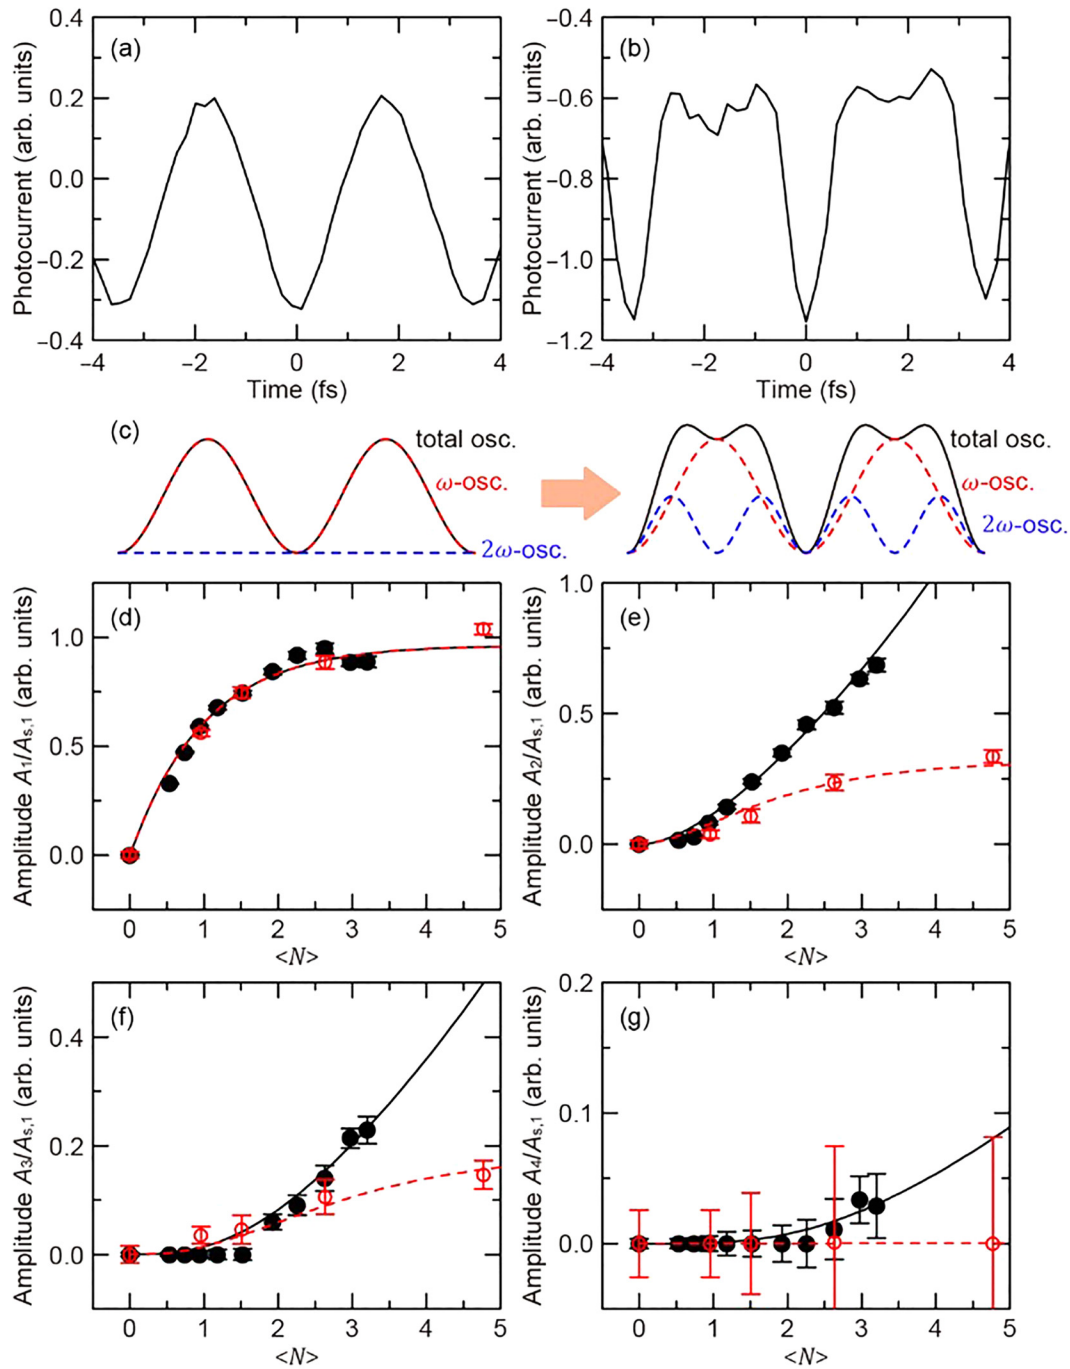 (a)
Photocurrent (arb. units)
0.4
0.2
0.0
−0.2
−0.4
−4 −2 0 2 4
Time (fs)
(b)
Photocurrent (arb. units)
−0.4
−0.6
−0.8
−1.0
−1.2
−4 −2 0 2 4
Time (fs)
(c)
total osc.
ω-osc.
2ω-osc.
total osc.
ω-osc.
2ω-osc.
(d)
Amplitude A1/As,1 (arb. units)
1.0
0.5
0.0
0 1 2 3 4 5
<N>
(e)
Amplitude A2/As,1 (arb. units)
1.0
0.5
0.0
0 1 2 3 4 5
<N>
(f)
Amplitude A3/As,1 (arb. units)
0.4
0.2
0.0
0 1 2 3 4 5
<N>
(g)
Amplitude A4/As,1 (arb. units)
0.2
0.1
0.0
0 1 2 3 4 5
<N>